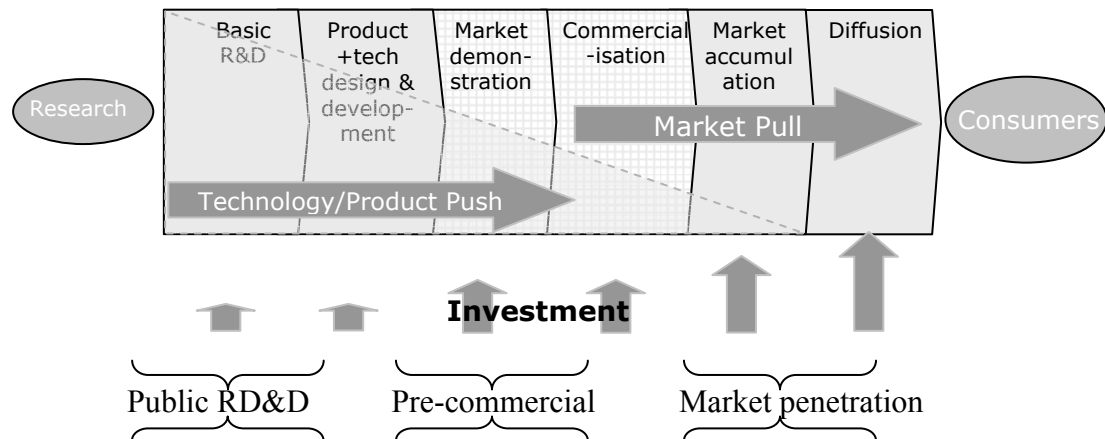 Research
Basic
R&D
Product
+tech
design &
develop-
ment
Market
demon-
stration
Commercial
-isation
Market
accumul
ation
Diffusion
Market Pull
Consumers
Technology/Product Push
Investment
Public RD&D
Pre-commercial
Market penetration